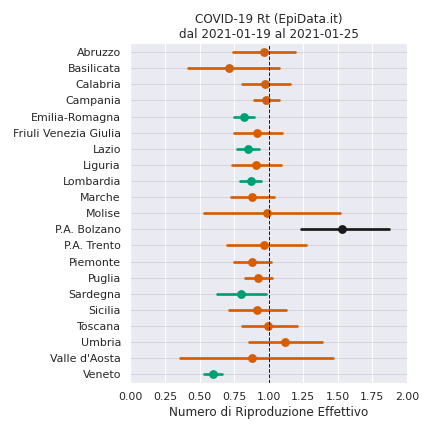 COVID-19 Rt (EpiData.it)
dal 2021-01-19 al 2021-01-25
Abruzzo
Basilicata
Calabria
Campania
Emilia-Romagna
Friuli Venezia Giulia
Lazio
Liguria
Lombardia
Marche
Molise
P.A. Bolzano
P.A. Trento
Piemonte
Puglia
Sardegna
Sicilia
Toscana
Umbria
Valle d'Aosta
Veneto
0.00 0.25 0.50 0.75 1.00 1.25 1.50 1.75 2.00
Numero di Riproduzione Effettivo